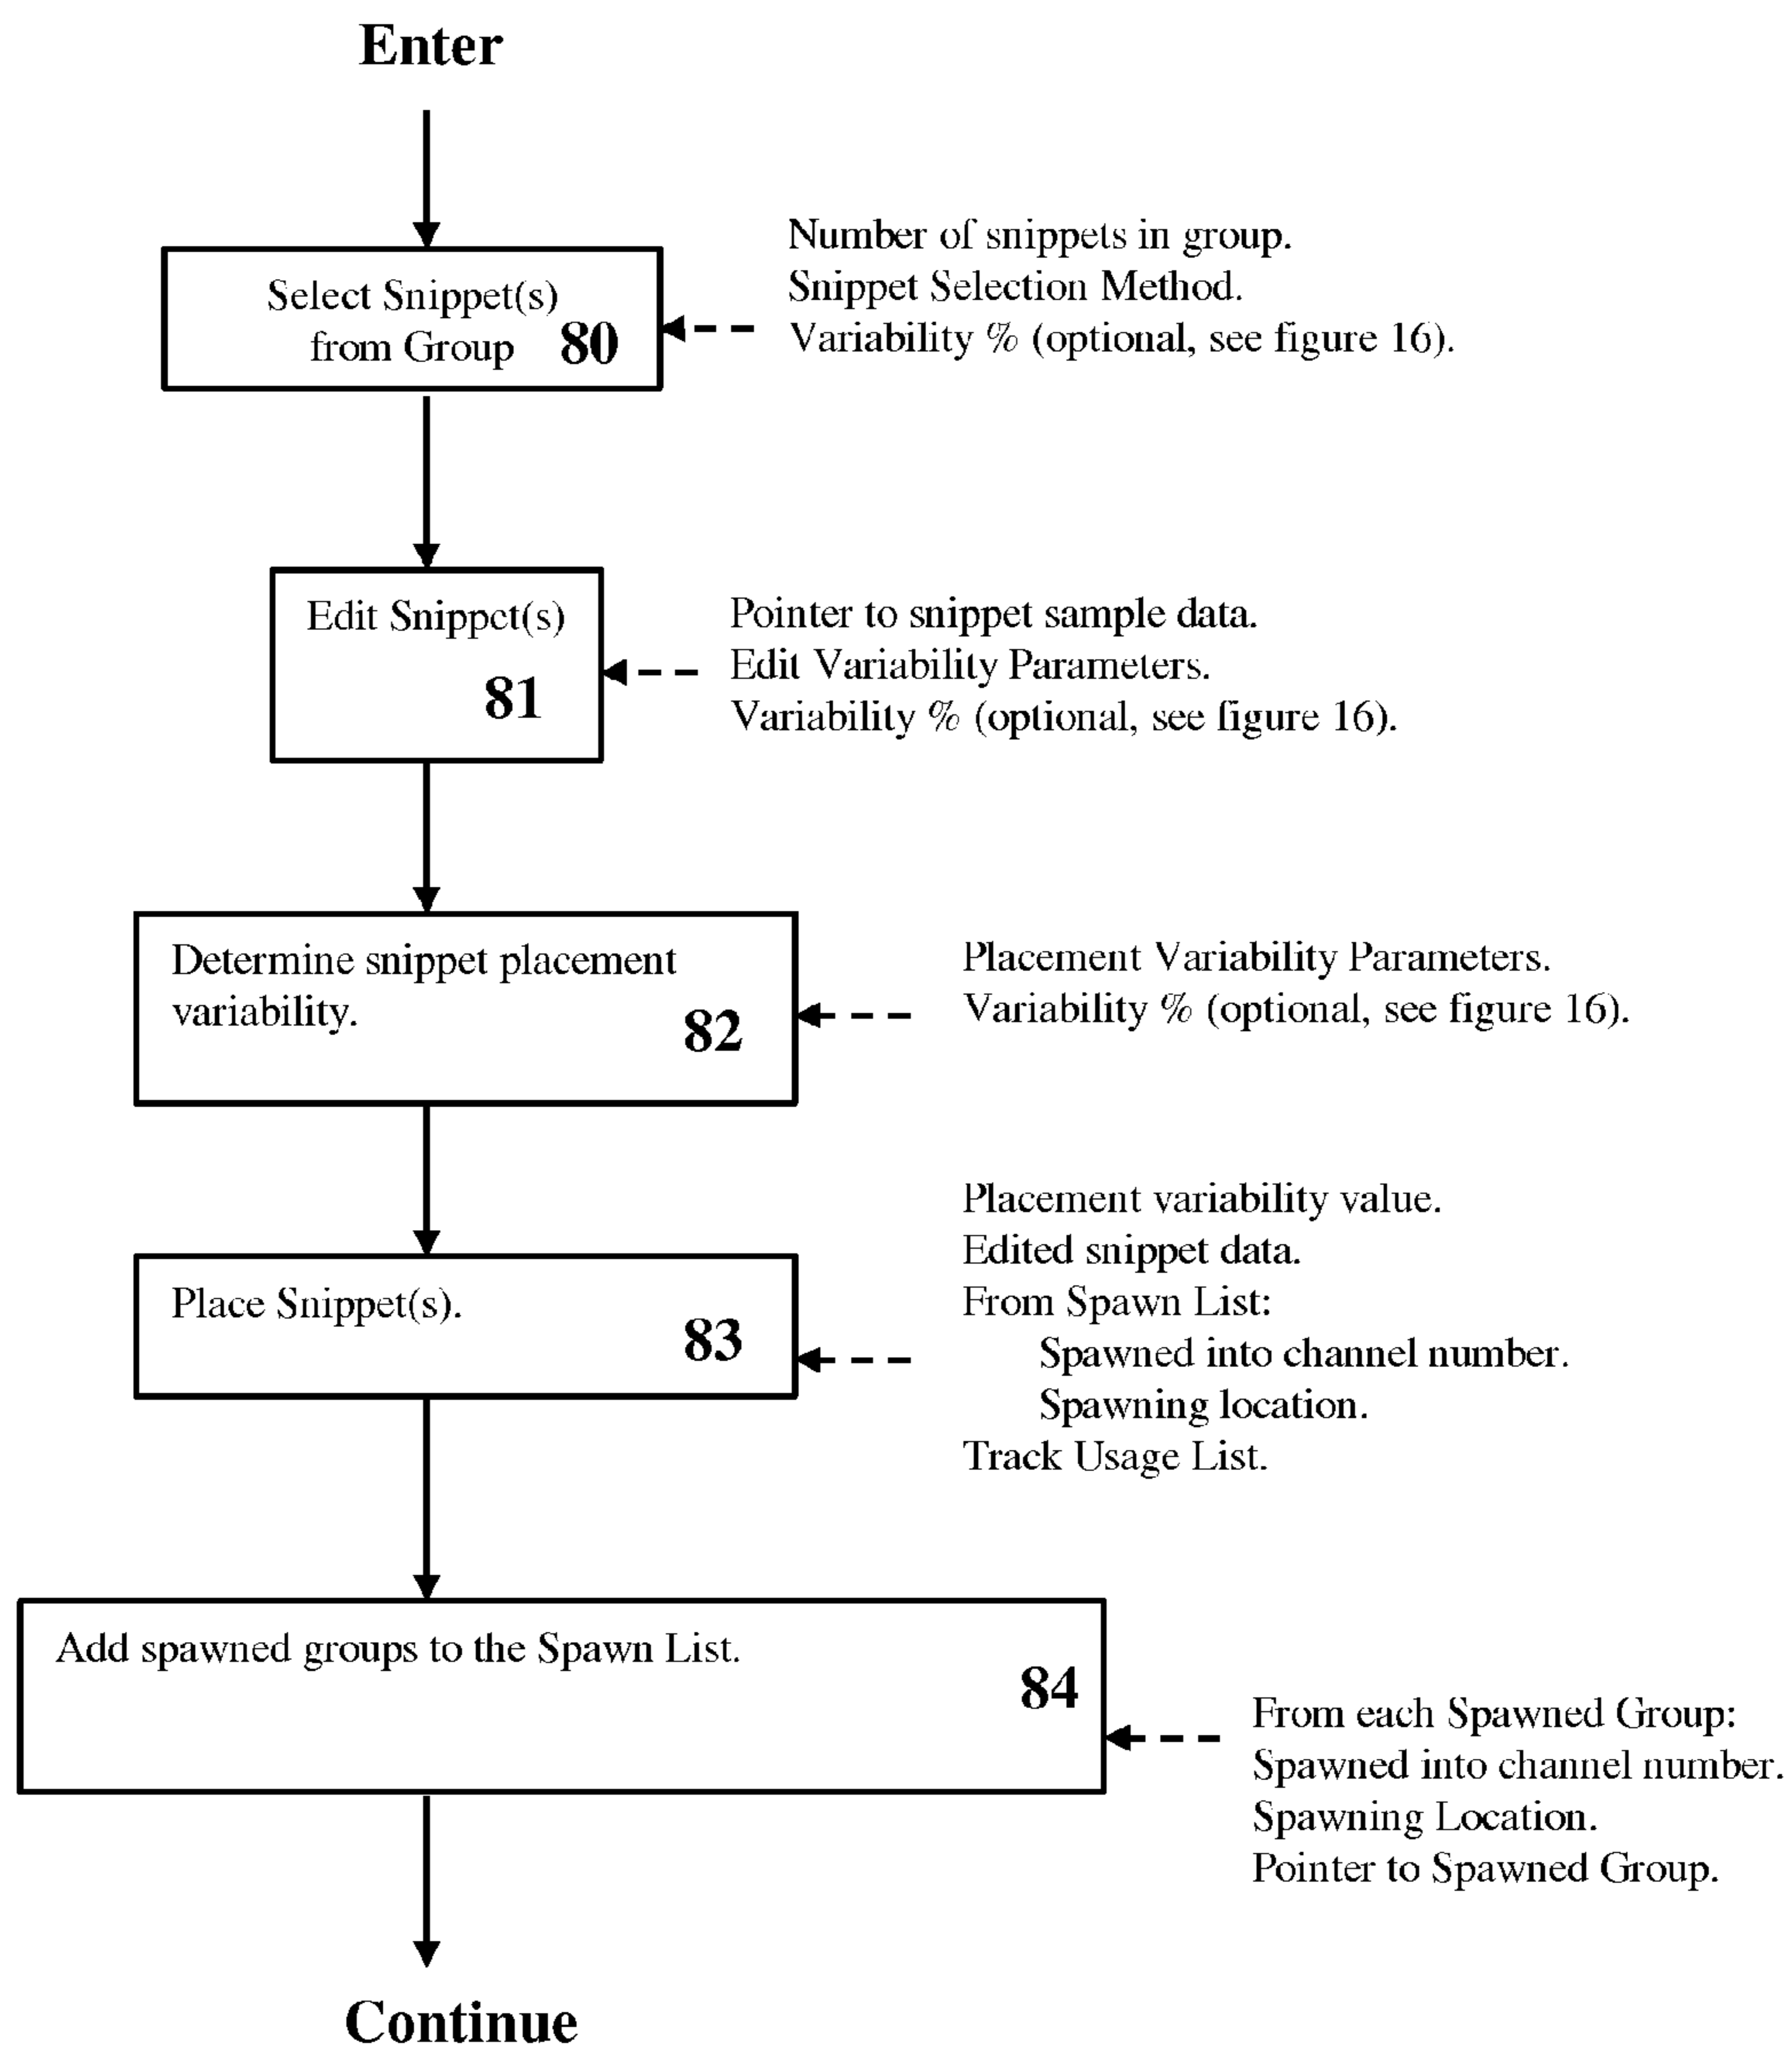 Enter
Select Snippet(s)
from Group 80
Number of snippets in group.
Snippet Selection Method.
Variability % (optional, see figure 16).
Edit Snippet(s)
81
Pointer to snippet sample data.
Edit Variability Parameters.
Variability % (optional, see figure 16).
Determine snippet placement
variability.
82
Placement Variability Parameters.
Variability % (optional, see figure 16).
Place Snippet(s).
83
Placement variability value.
Edited snippet data.
From Spawn List:
Spawned into channel number.
Spawning location.
Track Usage List.
Add spawned groups to the Spawn List.
84
From each Spawned Group:
Spawned into channel number.
Spawning Location.
Pointer to Spawned Group.
Continue